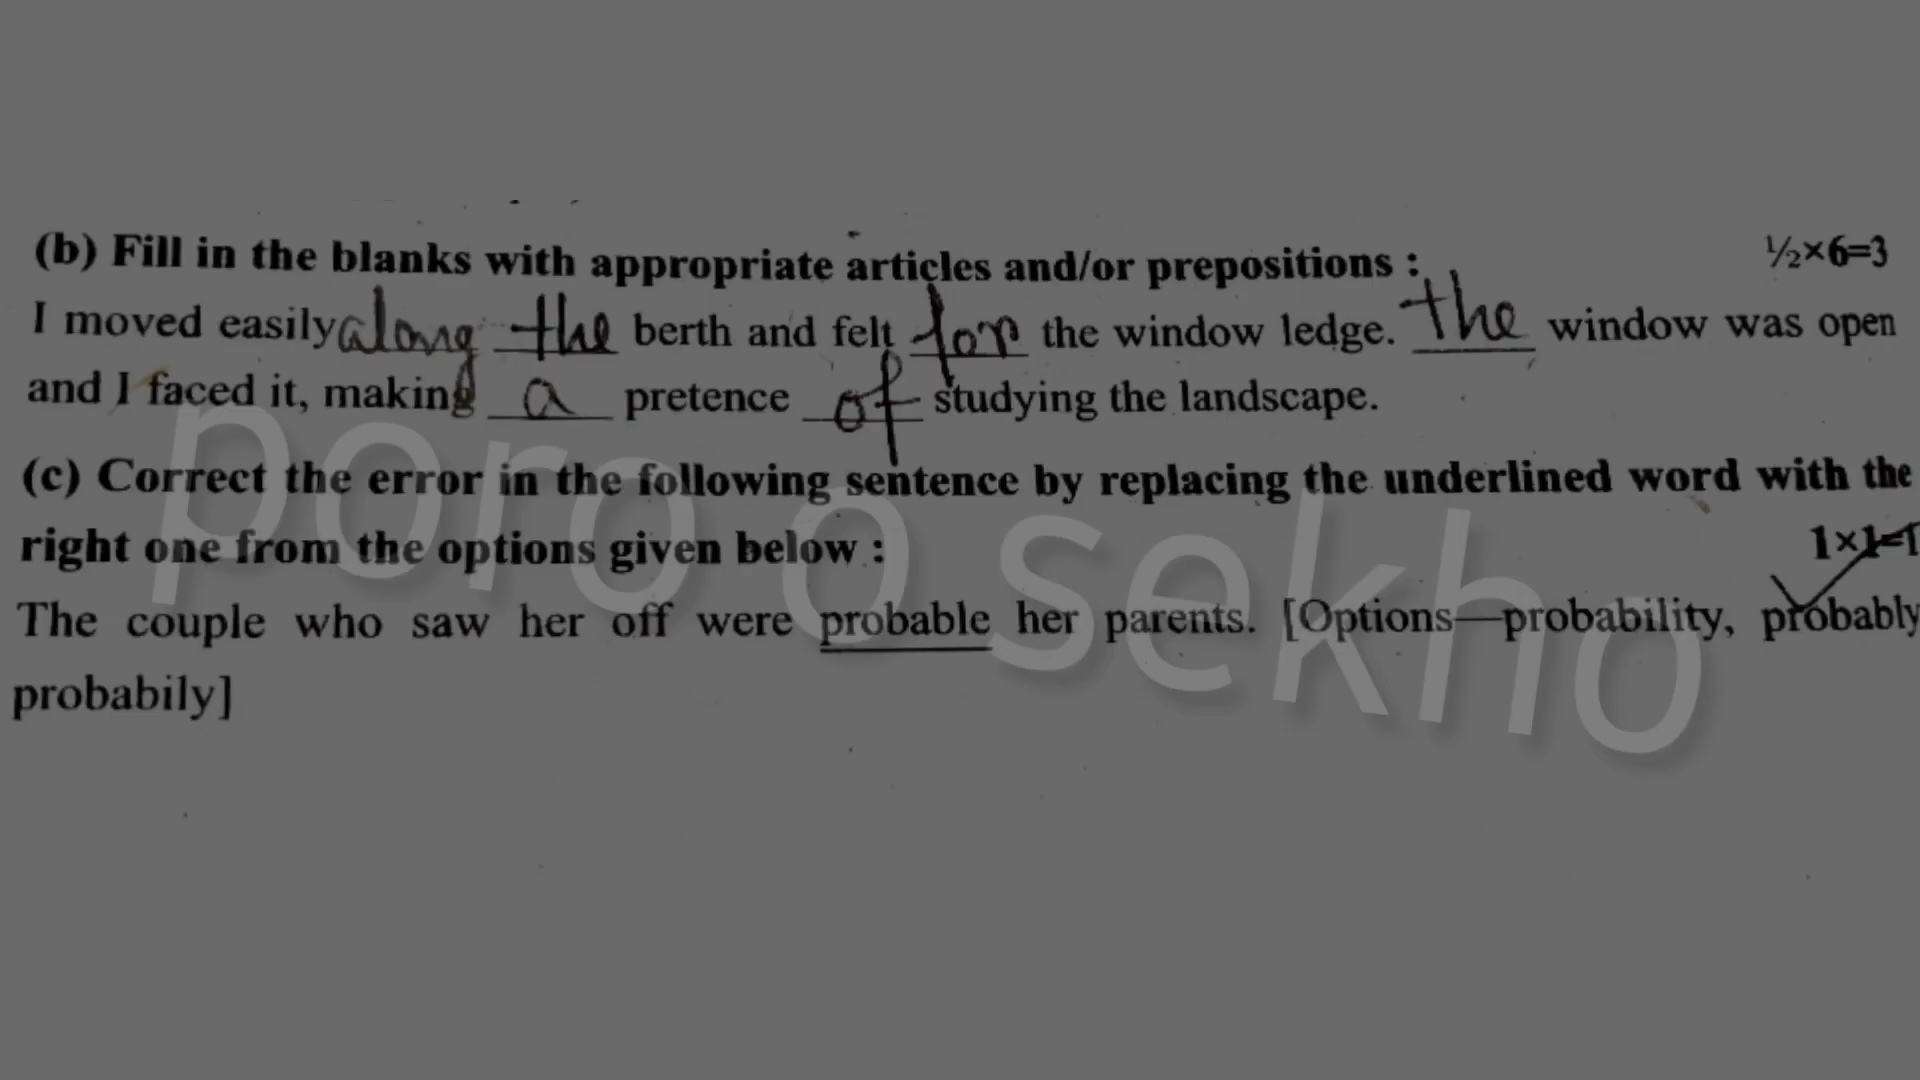 (b) Fill in the blanks with appropriate articles and/or prepositions : ½×6=3
I moved easily along the berth and felt for the window ledge. The window was open
and I faced it, making a pretence of studying the landscape.
(c) Correct the error in the following sentence by replacing the underlined word with the
right one from the options given below : 1×1=1
The couple who saw her off were probable her parents. [Options—probability, probably
probabily]
poro o sekho